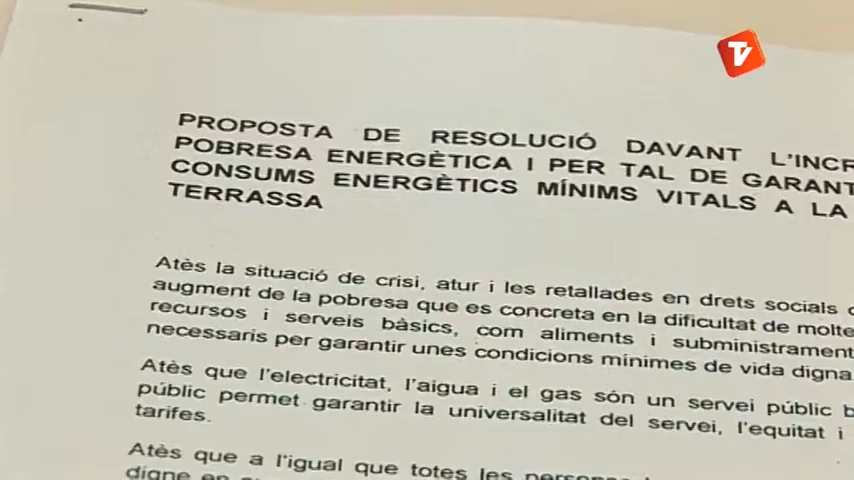 TV
PROPOSTA DE RESOLUCIÓ DAVANT L'INCR
POBRESA ENERGÈTICA I PER TAL DE GARANT
CONSUMS ENERGÈTICS MÍNIMS VITALS A LA
TERRASSA
Atès la situació de crisi, atur i les retallades en drets socials
augment de la pobresa que es concreta en la dificultat de molte
recursos i serveis bàsics, com aliments i subministrament
necessaris per garantir unes condicions mínimes de vida digna
Atès que l'electricitat, l'aigua i el gas són un servei públic b
públic permet garantir la universalitat del servei, l'equitat i
tarifes.
Atès que a l'igual que totes les
digne en